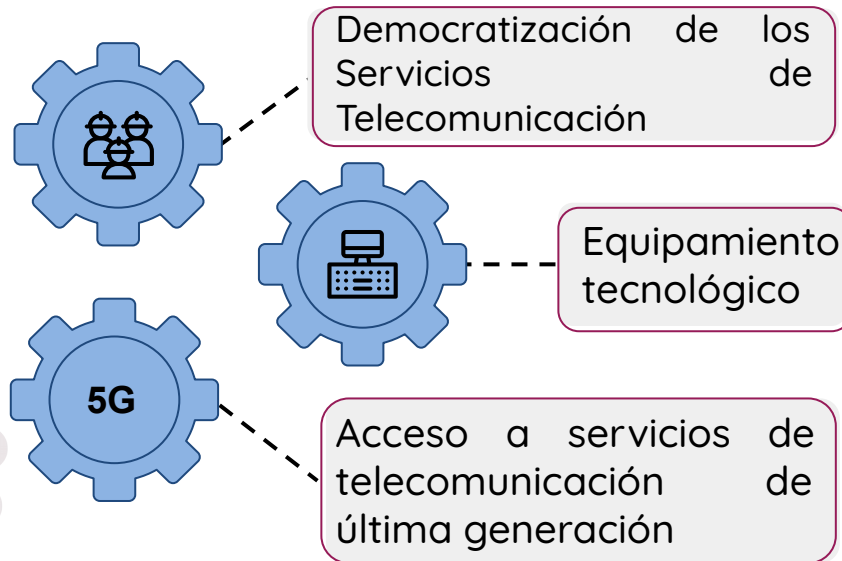 Democratización de los
Servicios de
Telecomunicación
Equipamiento
tecnológico
5G
Acceso a servicios de
telecomunicación de
última generación